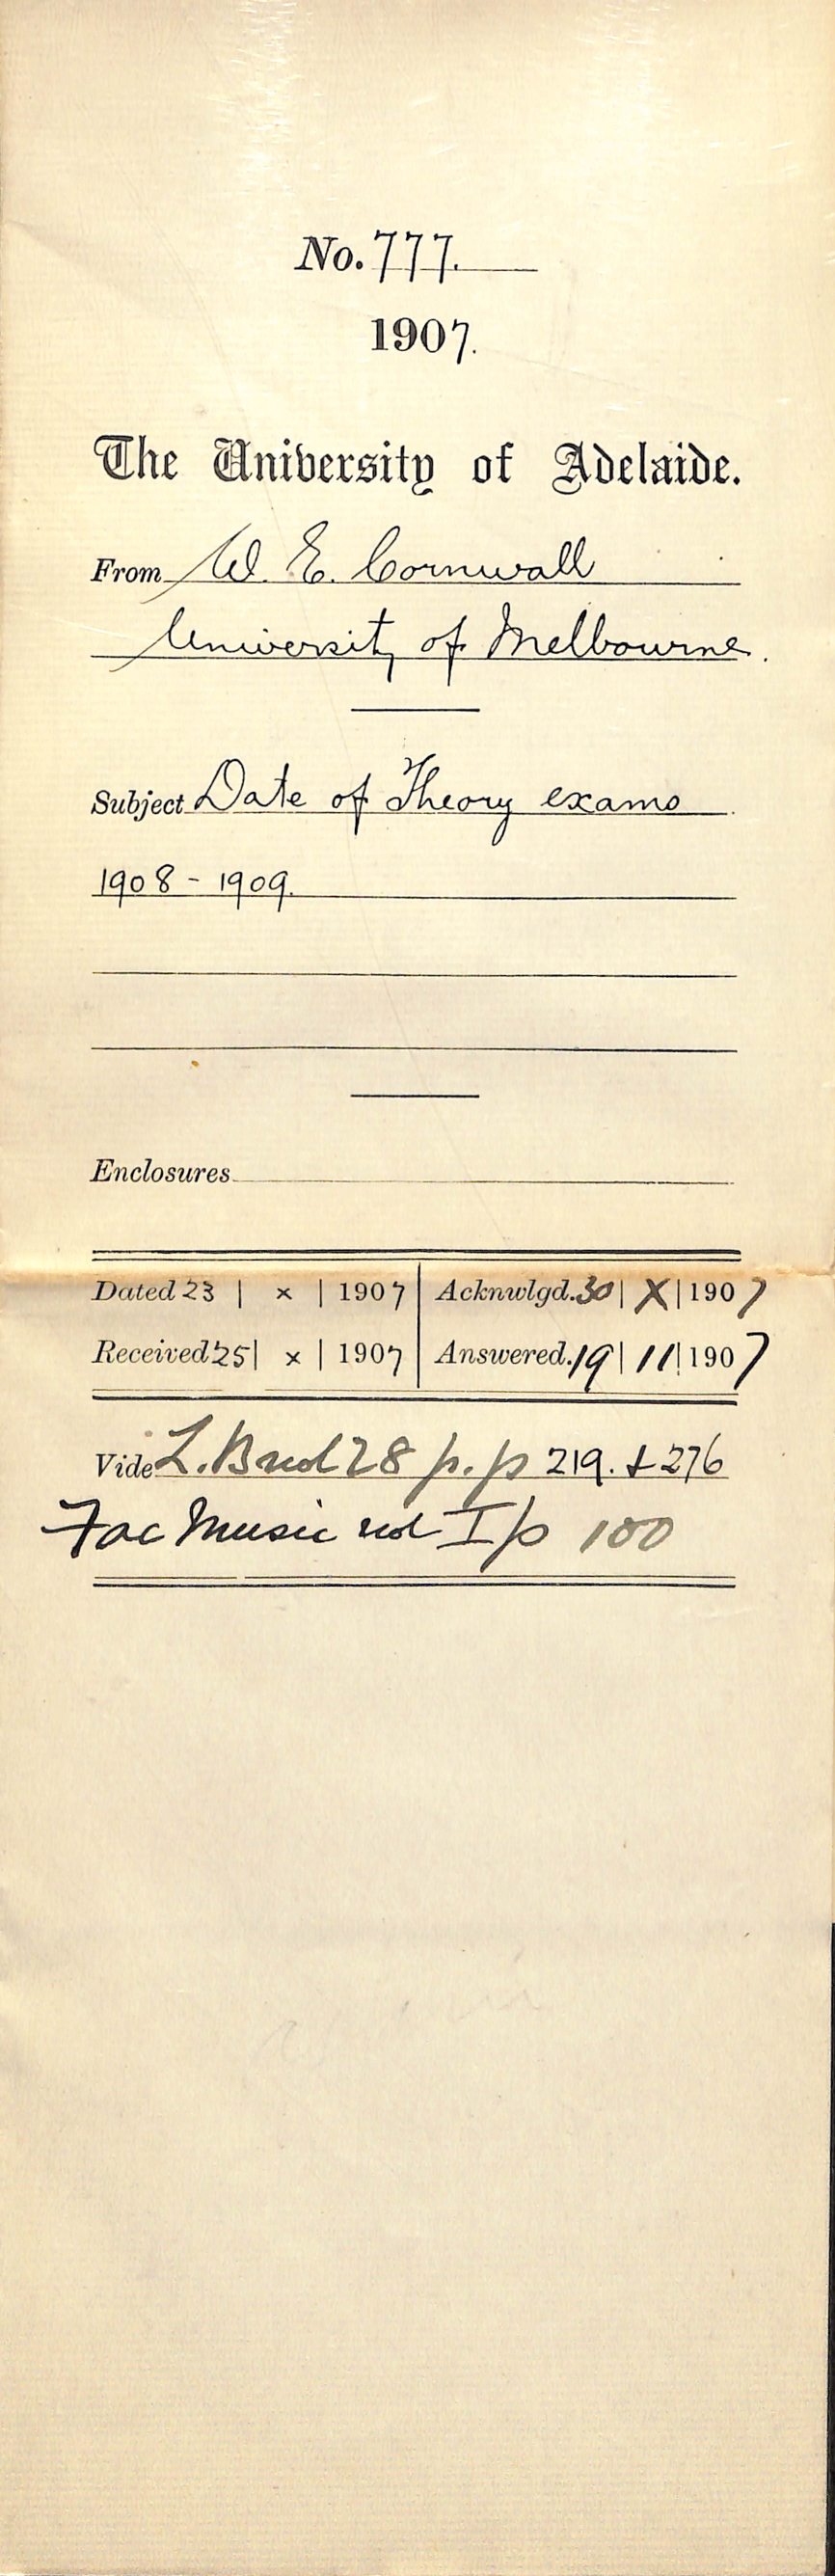 No. 777.
1907.
The University of Adelaide.
From W. E. Cornwall
University of Melbourne.
Subject Date of Theory exams
1908 - 1909.
Enclosures
Dated 23 | x | 1907 Acknwlgd. 30 | X | 1907
Received 25 | x | 1907 Answered. 19 | 11 | 1907
Vide L. B vol 28 p. p 219. & 276
Fac Music vol I p 100